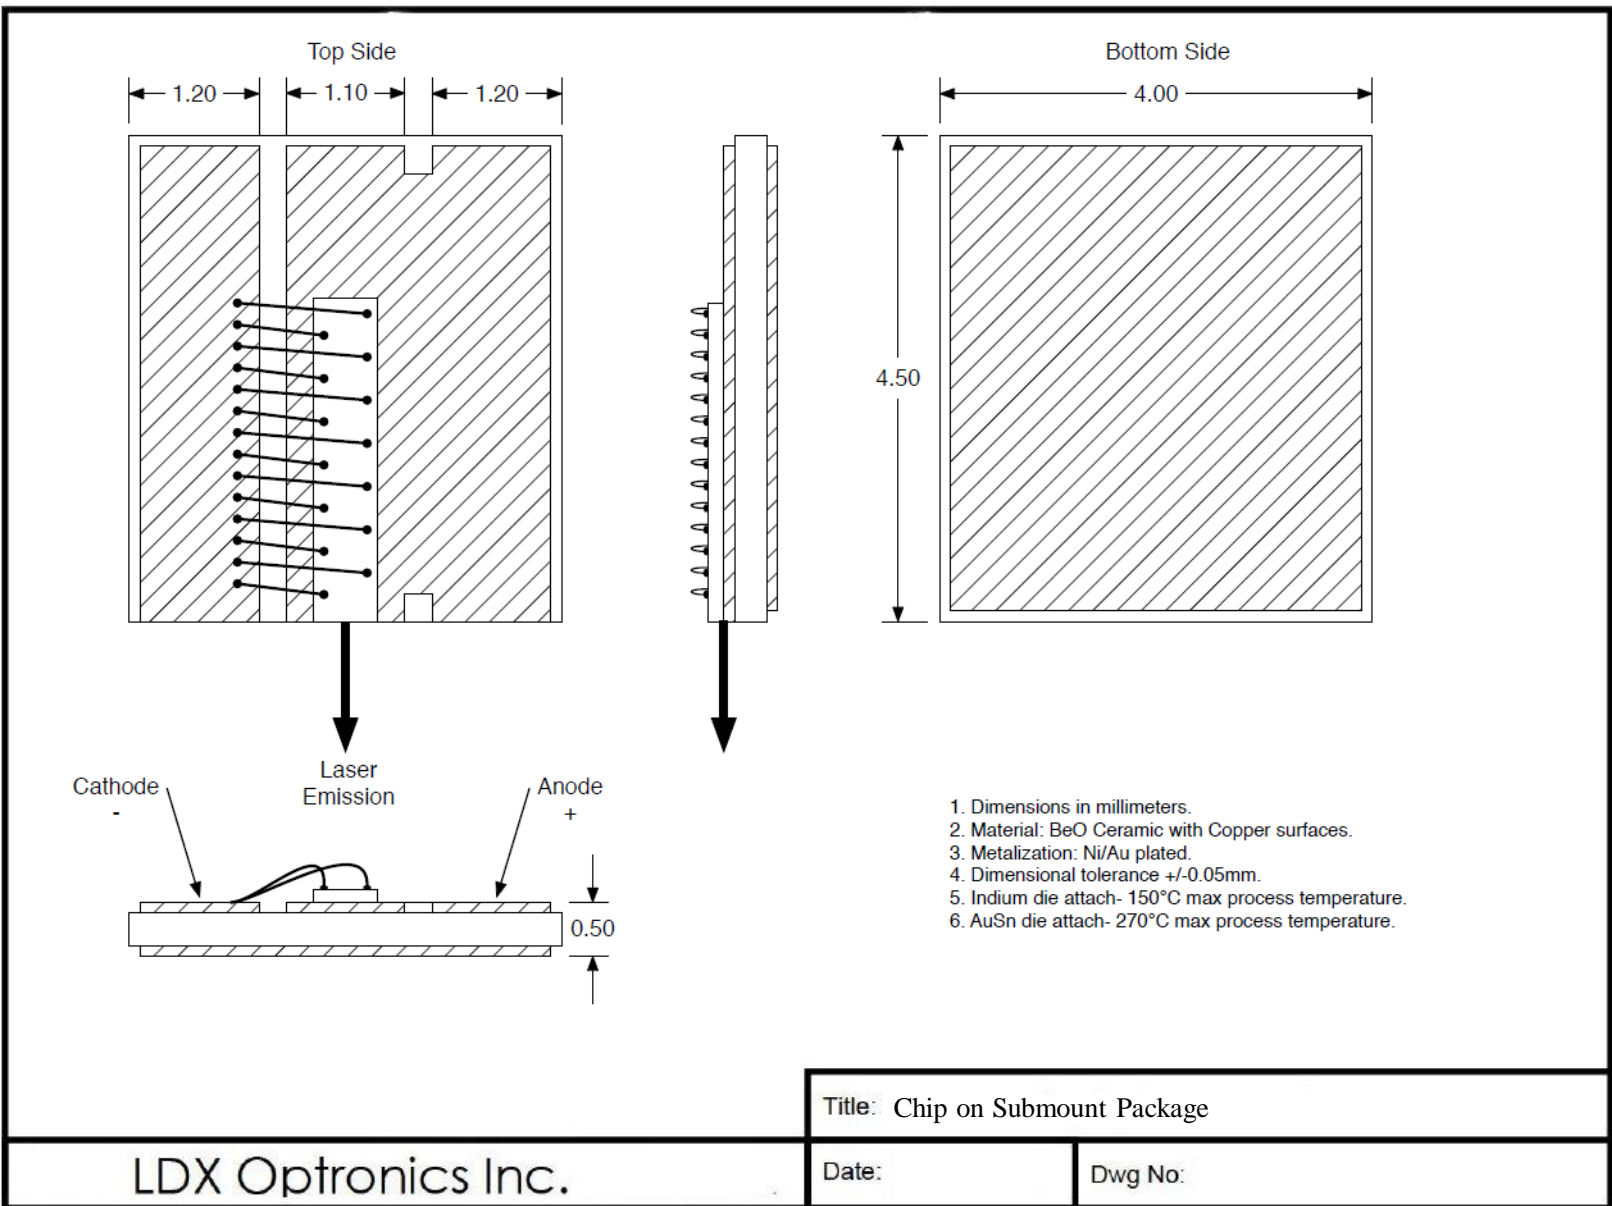 Top Side
Bottom Side
1.20
1.10
1.20
4.00
4.50
Laser
Emission
Cathode
-
Anode
+
0.50
1. Dimensions in millimeters.
2. Material: BeO Ceramic with Copper surfaces.
3. Metalization: Ni/Au plated.
4. Dimensional tolerance +/-0.05mm.
5. Indium die attach- 150°C max process temperature.
6. AuSn die attach- 270°C max process temperature.
Title: Chip on Submount Package
LDX Optronics Inc.
Date:
Dwg No: